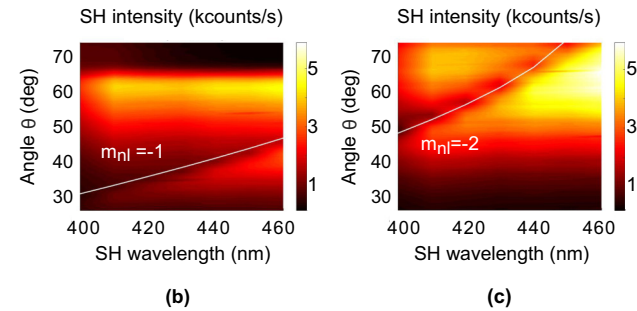 SH intensity (kcounts/s)
SH intensity (kcounts/s)
Angle θ (deg)
70
60
50
40
30
m_nl =-1
400 420 440 460
SH wavelength (nm)
5
3
1
(b)
Angle θ (deg)
70
60
50
40
30
m_nl=-2
400 420 440 460
SH wavelength (nm)
5
3
1
(c)